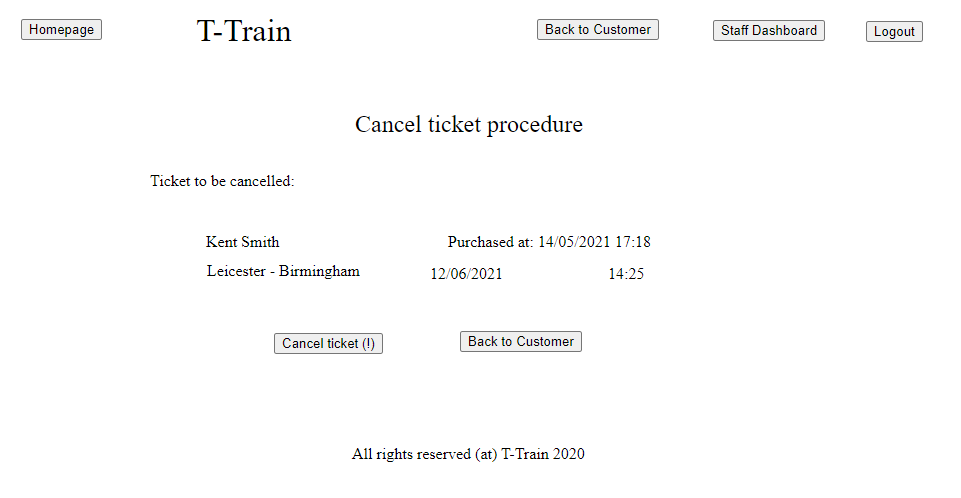 Homepage T-Train Back to Customer Staff Dashboard Logout
Cancel ticket procedure
Ticket to be cancelled:
Kent Smith Purchased at: 14/05/2021 17:18
Leicester - Birmingham 12/06/2021 14:25
Cancel ticket (!) Back to Customer
All rights reserved (at) T-Train 2020